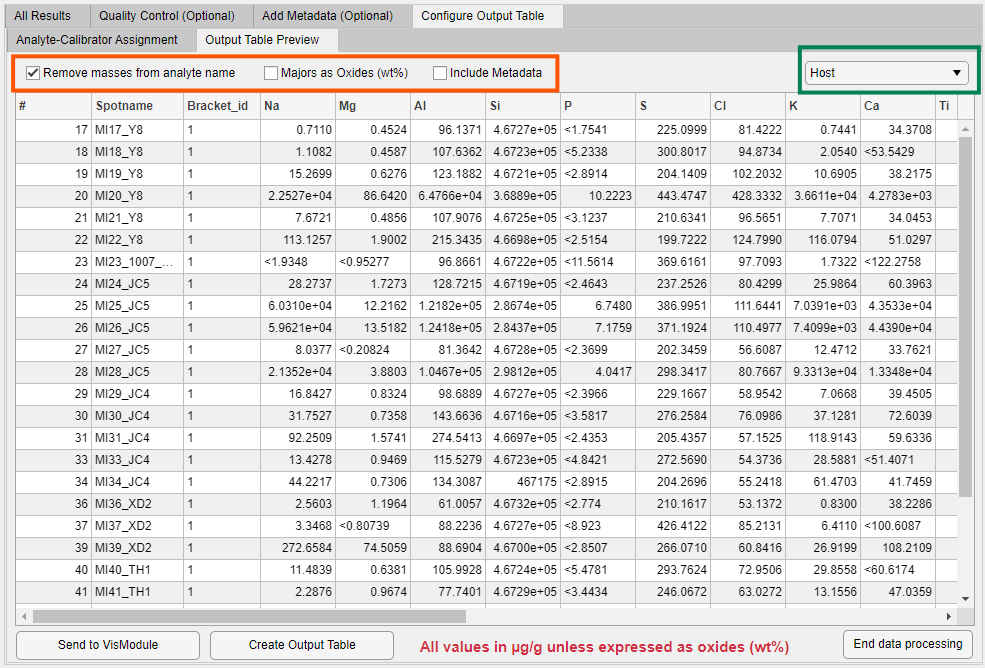 All Results Quality Control (Optional) Add Metadata (Optional) Configure Output Table
Analyte-Calibrator Assignment Output Table Preview
Remove masses from analyte name Majors as Oxides (wt%) Include Metadata Host
# Spotname Bracket_id Na Mg Al Si P S Cl K Ca Ti
17 MI17_Y8 1 0.7110 0.4524 96.1371 4.6727e+05 <1.7541 225.0999 81.4222 0.7441 34.3708
18 MI18_Y8 1 1.1082 0.4587 107.6362 4.6723e+05 <5.2338 300.8017 94.8734 2.0540 <53.5429
19 MI19_Y8 1 15.2699 0.6276 123.1882 4.6721e+05 <2.8914 204.1409 102.2032 10.6905 38.2175
20 MI20_Y8 1 2.2527e+04 86.6420 6.4766e+04 3.6889e+05 10.2223 443.4747 428.3332 3.6611e+04 4.2783e+03
21 MI21_Y8 1 7.6721 0.4856 107.9076 4.6725e+05 <3.1237 210.6341 96.5651 7.7071 34.0453
22 MI22_Y8 1 113.1257 1.9002 215.3435 4.6698e+05 <2.5154 199.7222 124.7990 116.0794 51.0297
23 MI23_1007_... 1 <1.9348 <0.95277 96.8661 4.6722e+05 <11.5614 369.6161 97.7093 1.7322 <122.2758
24 MI24_JC5 1 28.2737 1.7273 128.7215 4.6719e+05 <2.4643 237.2526 80.4299 25.9864 60.3963
25 MI25_JC5 1 6.0310e+04 12.2162 1.2182e+05 2.8674e+05 6.7480 386.9951 111.6441 7.0391e+03 4.3533e+04
26 MI26_JC5 1 5.9621e+04 13.5182 1.2418e+05 2.8437e+05 7.1759 371.1924 110.4977 7.4099e+03 4.4390e+04
27 MI27_JC5 1 8.0377 <0.20824 81.3642 4.6728e+05 <2.3699 202.3459 56.6087 12.4712 33.7621
28 MI28_JC5 1 2.1352e+04 3.8803 1.0467e+05 2.9812e+05 4.0417 298.3417 80.7667 9.3313e+04 1.3348e+04
29 MI29_JC4 1 16.8427 0.8324 98.6889 4.6727e+05 <2.3966 229.1667 58.9542 7.0668 39.4505
30 MI30_JC4 1 31.7527 0.7358 143.6636 4.6716e+05 <3.5817 276.2584 76.0986 37.1281 72.6039
31 MI31_JC4 1 92.2509 1.5741 274.5413 4.6697e+05 <2.4353 205.4357 57.1525 118.9143 59.6336
33 MI33_JC4 1 13.4278 0.9469 115.5279 4.6723e+05 <4.8421 272.5690 54.3736 28.5881 <51.4071
34 MI34_JC4 1 44.2217 0.7306 134.3087 467175 <2.8915 204.2696 55.2418 61.4703 41.7459
36 MI36_XD2 1 2.5603 1.1964 61.0057 4.6732e+05 <2.774 210.1617 53.1372 0.8300 38.2286
37 MI37_XD2 1 3.3468 <0.80739 88.2236 4.6727e+05 <8.923 426.4122 85.2131 6.4110 <100.6087
39 MI39_XD2 1 272.6584 74.5059 88.6904 4.6700e+05 <2.8507 266.0710 60.8416 26.9199 108.2109
40 MI40_TH1 1 11.4839 0.6381 105.9928 4.6724e+05 <5.4781 293.7624 72.9506 29.8558 <60.6174
41 MI41_TH1 1 2.2876 0.9674 77.7401 4.6729e+05 <3.4434 246.0672 63.0272 13.1556 47.0359
Send to VisModule Create Output Table All values in µg/g unless expressed as oxides (wt%) End data processing